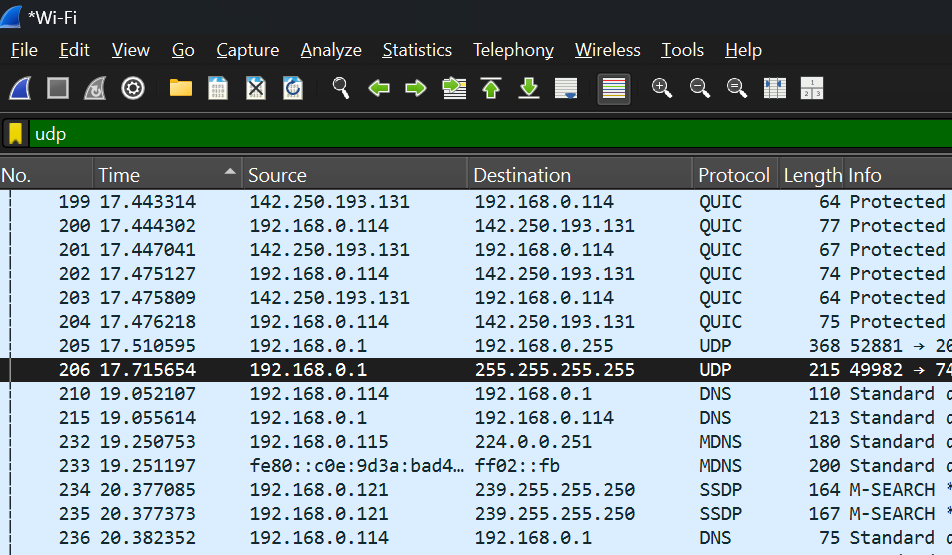 *Wi-Fi
File Edit View Go Capture Analyze Statistics Telephony Wireless Tools Help
udp
No. Time Source Destination Protocol Length Info
199 17.443314 142.250.193.131 192.168.0.114 QUIC 64 Protected
200 17.444302 192.168.0.114 142.250.193.131 QUIC 77 Protected
201 17.447041 142.250.193.131 192.168.0.114 QUIC 67 Protected
202 17.475127 192.168.0.114 142.250.193.131 QUIC 74 Protected
203 17.475809 142.250.193.131 192.168.0.114 QUIC 64 Protected
204 17.476218 192.168.0.114 142.250.193.131 QUIC 75 Protected
205 17.510595 192.168.0.1 192.168.0.255 UDP 368 52881 → 20
206 17.715654 192.168.0.1 255.255.255.255 UDP 215 49982 → 74
210 19.052107 192.168.0.114 192.168.0.1 DNS 110 Standard
215 19.055614 192.168.0.1 192.168.0.114 DNS 213 Standard
232 19.250753 192.168.0.115 224.0.0.251 MDNS 180 Standard
233 19.251197 fe80::c0e:9d3a:bad4… ff02::fb MDNS 200 Standard
234 20.377085 192.168.0.121 239.255.255.250 SSDP 164 M-SEARCH *
235 20.377373 192.168.0.121 239.255.255.250 SSDP 167 M-SEARCH *
236 20.382352 192.168.0.114 192.168.0.1 DNS 75 Standard